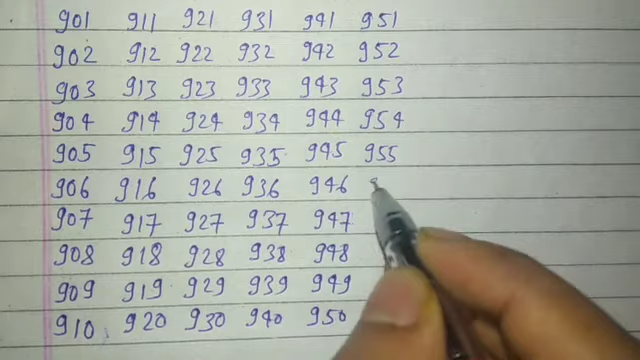 901 911 921 931 941 951
902 912 922 932 942 952
903 913 923 933 943 953
904 914 924 934 944 954
905 915 925 935 945 955
906 916 926 936 946
907 917 927 937 947
908 918 928 938 948
909 919 929 939 949
910 920 930 940 950